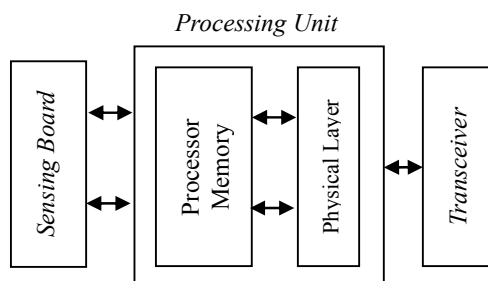 Processing Unit
Sensing Board
Processor
Memory
Physical Layer
Transceiver